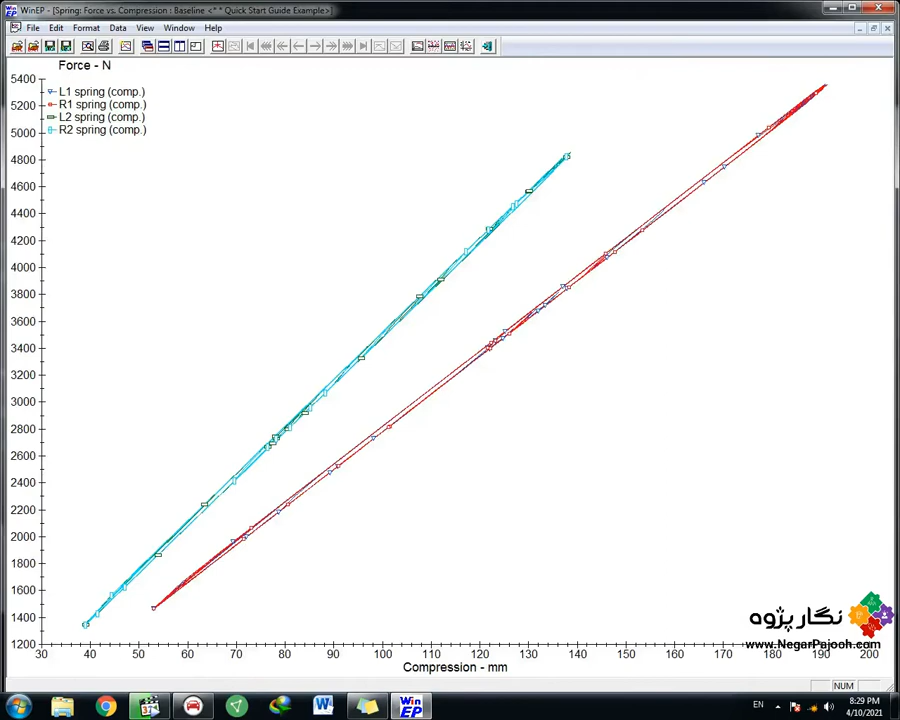 WinEP - [Spring: Force vs. Compression : Baseline <* * Quick Start Guide Example>]
File Edit Format Data View Window Help
Force - N
L1 spring (comp.)
R1 spring (comp.)
L2 spring (comp.)
R2 spring (comp.)
5400
5200
5000
4800
4600
4400
4200
4000
3800
3600
3400
3200
3000
2800
2600
2400
2200
2000
1800
1600
1400
1200
30 40 50 60 70 80 90 100 110 120 130 140 150 160 170 180 190 200
Compression - mm
نگار پژوه
www.NegarPajooh.com
NUM
Win EP
EN
8:29 PM
4/10/2021